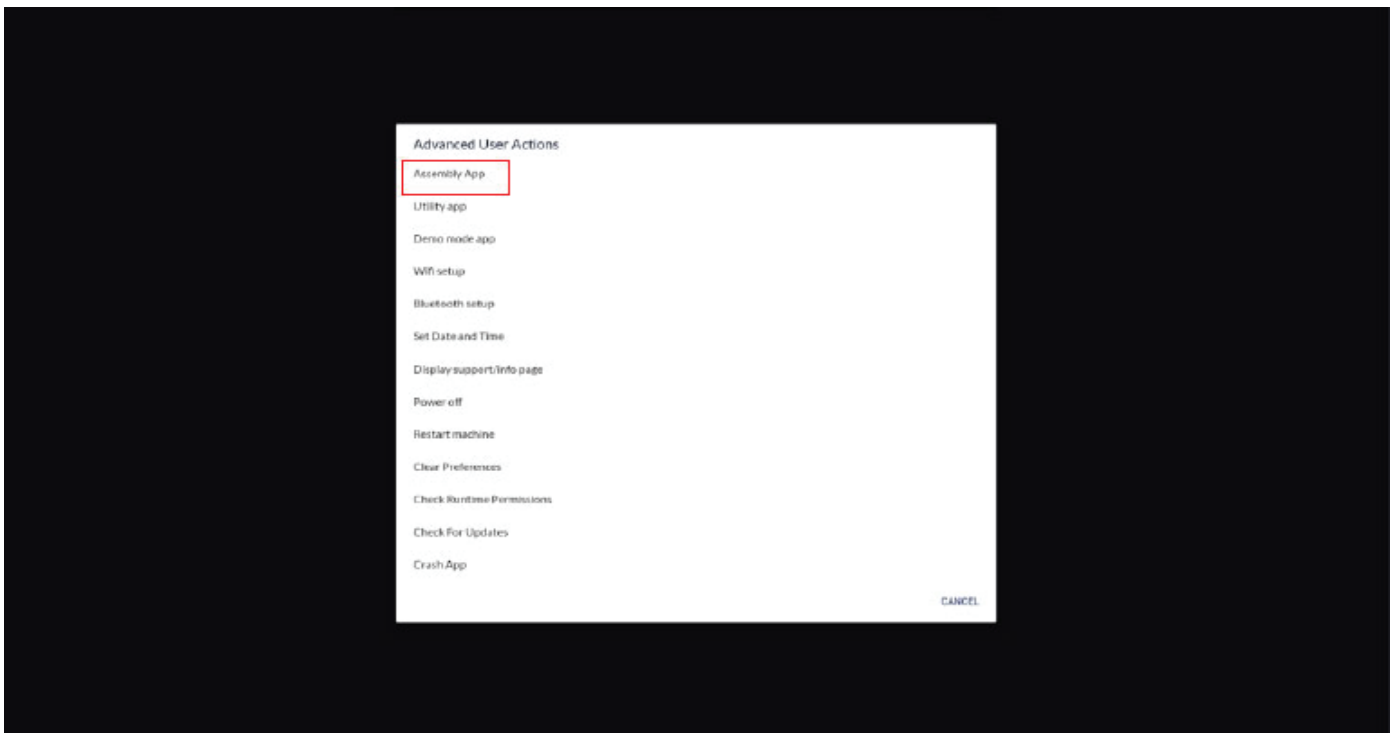 Advanced User Actions
Assembly App
Utility app
Demo mode app
Wifi setup
Bluetooth setup
Set Date and Time
Display support/info page
Power off
Restart machine
Clear Preferences
Check Runtime Permissions
Check For Updates
Crash App
CANCEL